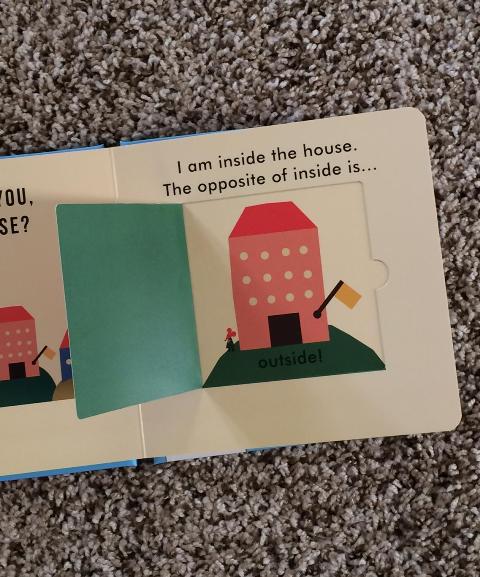 YOU,
SE?
I am inside the house.
The opposite of inside is...
outside!